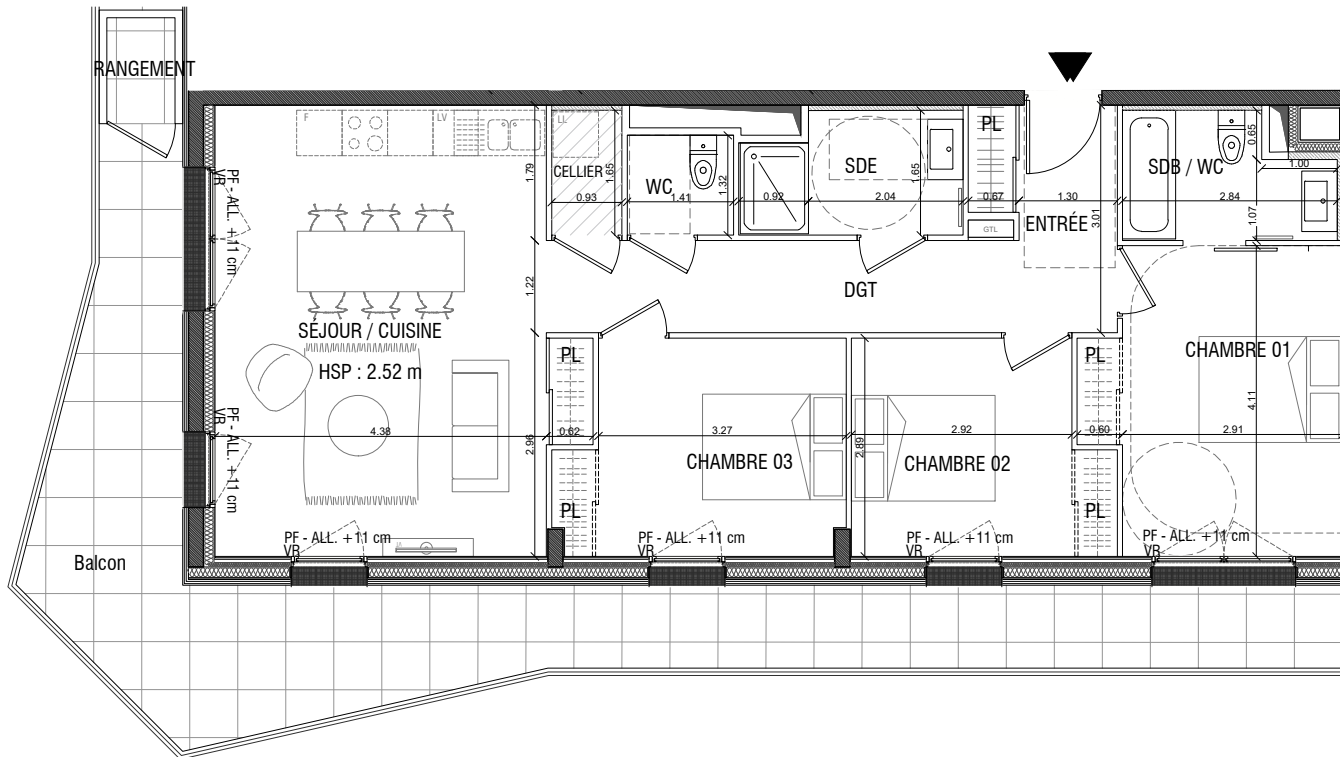 RANGEMENT
F
LV
LL
PL
CELLIER
WC
SDE
SDB / WC
ENTRÉE
GTL
1.79
0.93
1.65
1.41
1.32
0.92
2.04
1.65
0.67
1.30
3.01
2.84
0.65
1.00
1.07
PF - ALL. +11 cm
VR
1.22
DGT
SÉJOUR / CUISINE
HSP : 2.52 m
PL
PL
CHAMBRE 01
4.11
PF - ALL. +11 cm
VR
4.38
2.96
0.62
3.27
2.89
2.92
0.60
2.91
CHAMBRE 03
CHAMBRE 02
PL
PL
PF - ALL. +11 cm
VR
PF - ALL. +11 cm
VR
PF - ALL. +11 cm
VR
PF - ALL. +11 cm
VR
Balcon